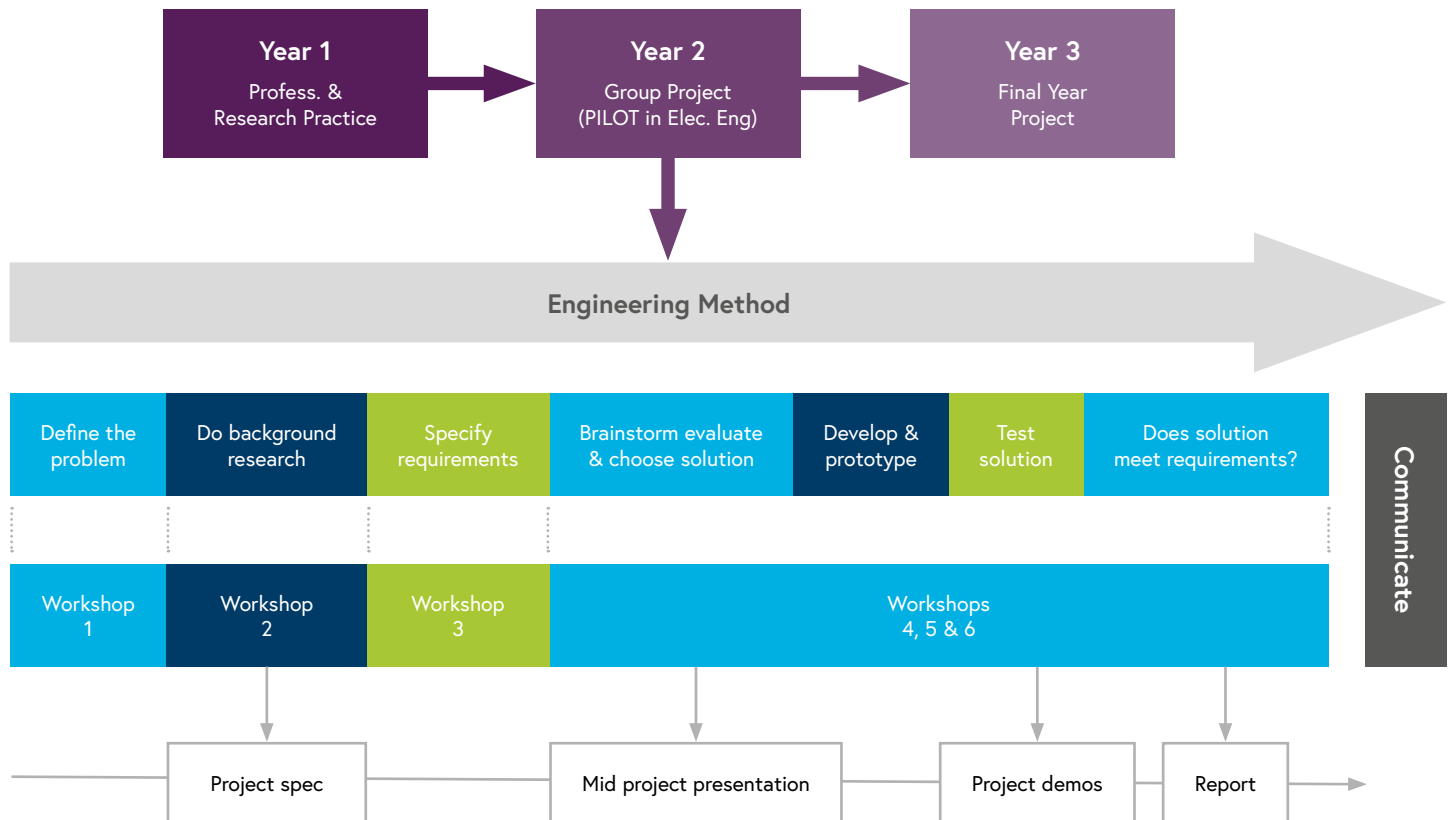 Year 1
Profess. &
Research Practice
Year 2
Group Project
(PILOT in Elec. Eng)
Year 3
Final Year
Project
Engineering Method
Define the
problem
Do background
research
Specify
requirements
Brainstorm evaluate
& choose solution
Develop &
prototype
Test
solution
Does solution
meet requirements?
Communicate
Workshop
1
Workshop
2
Workshop
3
Workshops
4, 5 & 6
Project spec
Mid project presentation
Project demos
Report